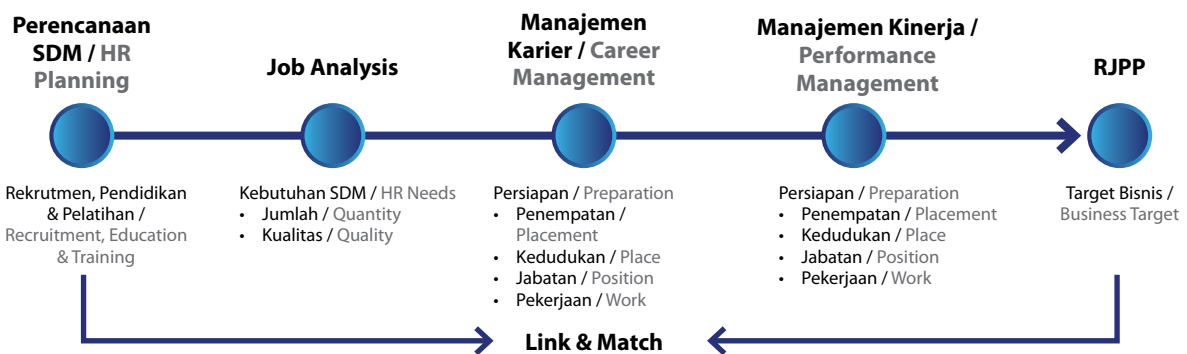 Perencanaan
SDM / HR
Planning
Job Analysis
Manajemen
Karier / Career
Management
Manajemen Kinerja /
Performance
Management
RJPP
Rekrutmen, Pendidikan
& Pelatihan /
Recruitment, Education
& Training
Kebutuhan SDM / HR Needs
• Jumlah / Quantity
• Kualitas / Quality
Persiapan / Preparation
• Penempatan /
Placement
• Kedudukan / Place
• Jabatan / Position
• Pekerjaan / Work
Persiapan / Preparation
• Penempatan / Placement
• Kedudukan / Place
• Jabatan / Position
• Pekerjaan / Work
Target Bisnis /
Business Target
Link & Match